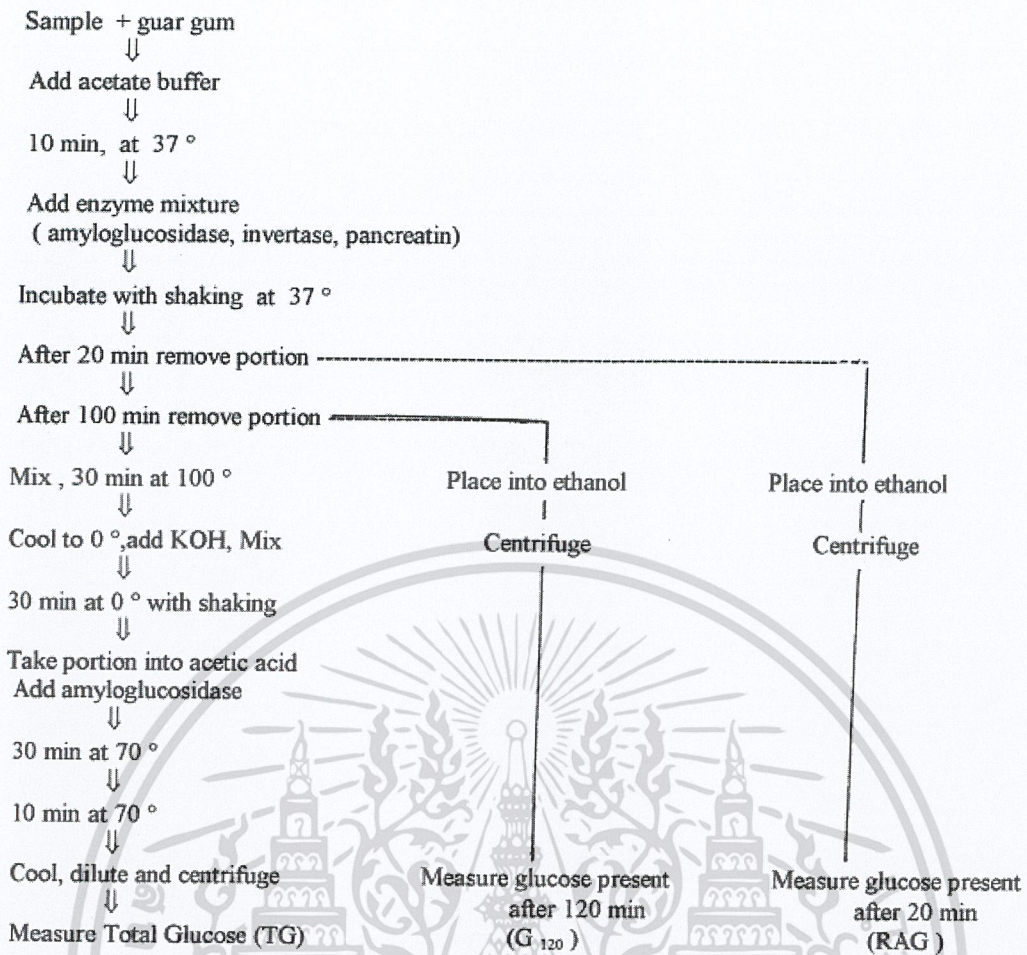 Sample + guar gum
⇓
Add acetate buffer
⇓
10 min, at 37 °
⇓
Add enzyme mixture
( amyloglucosidase, invertase, pancreatin)
⇓
Incubate with shaking at 37 °
⇓
After 20 min remove portion
⇓
After 100 min remove portion
⇓
Mix , 30 min at 100 °
⇓
Cool to 0 °,add KOH, Mix
⇓
30 min at 0 ° with shaking
⇓
Take portion into acetic acid
Add amyloglucosidase
⇓
30 min at 70 °
⇓
10 min at 70 °
⇓
Cool, dilute and centrifuge
⇓
Measure Total Glucose (TG)
Place into ethanol
Centrifuge
Measure glucose present
after 120 min
(G 120 )
Place into ethanol
Centrifuge
Measure glucose present
after 20 min
(RAG )